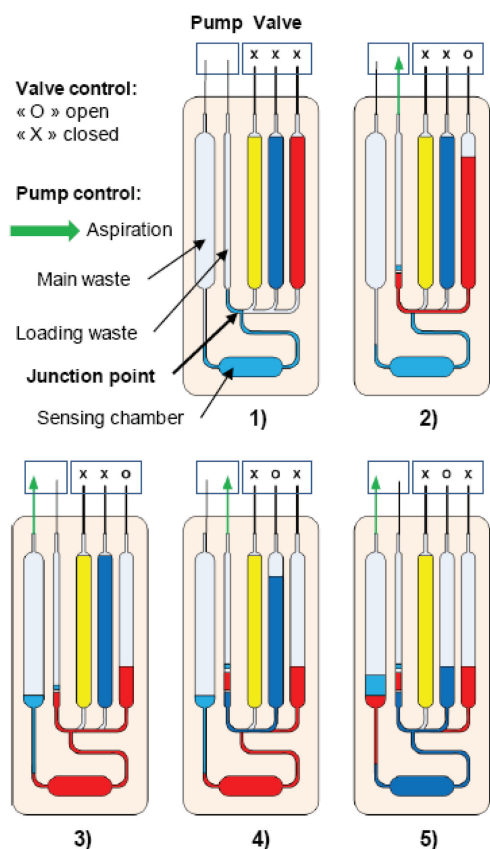 Pump Valve
X X X
X X O
Valve control:
« O » open
« X » closed
Pump control:
Aspiration
Main waste
Loading waste
Junction point
Sensing chamber
1)
2)
X X O
X O X
X O X
3)
4)
5)